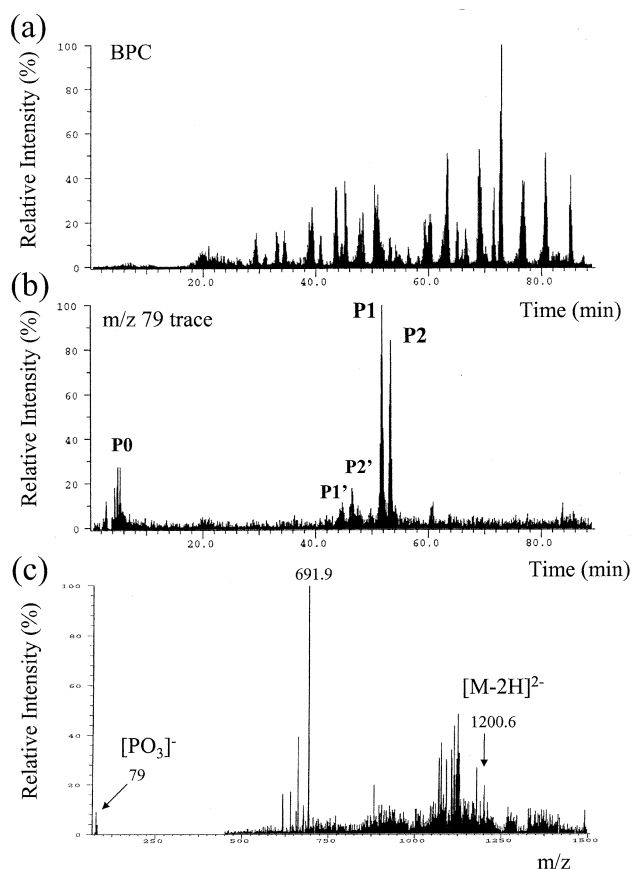 (a)
BPC
Relative Intensity (%)
100
80
60
40
20
0
20.0 40.0 60.0 80.0
Time (min)
(b)
m/z 79 trace
P1
P2
P0
P2'
P1'
Relative Intensity (%)
100
80
60
40
20
0
20.0 40.0 60.0 80.0
Time (min)
(c)
691.9
[M-2H]2-
1200.6
[PO3]-
79
Relative Intensity (%)
100
80
60
40
20
0
250 500 750 1000 1250 1500
m/z